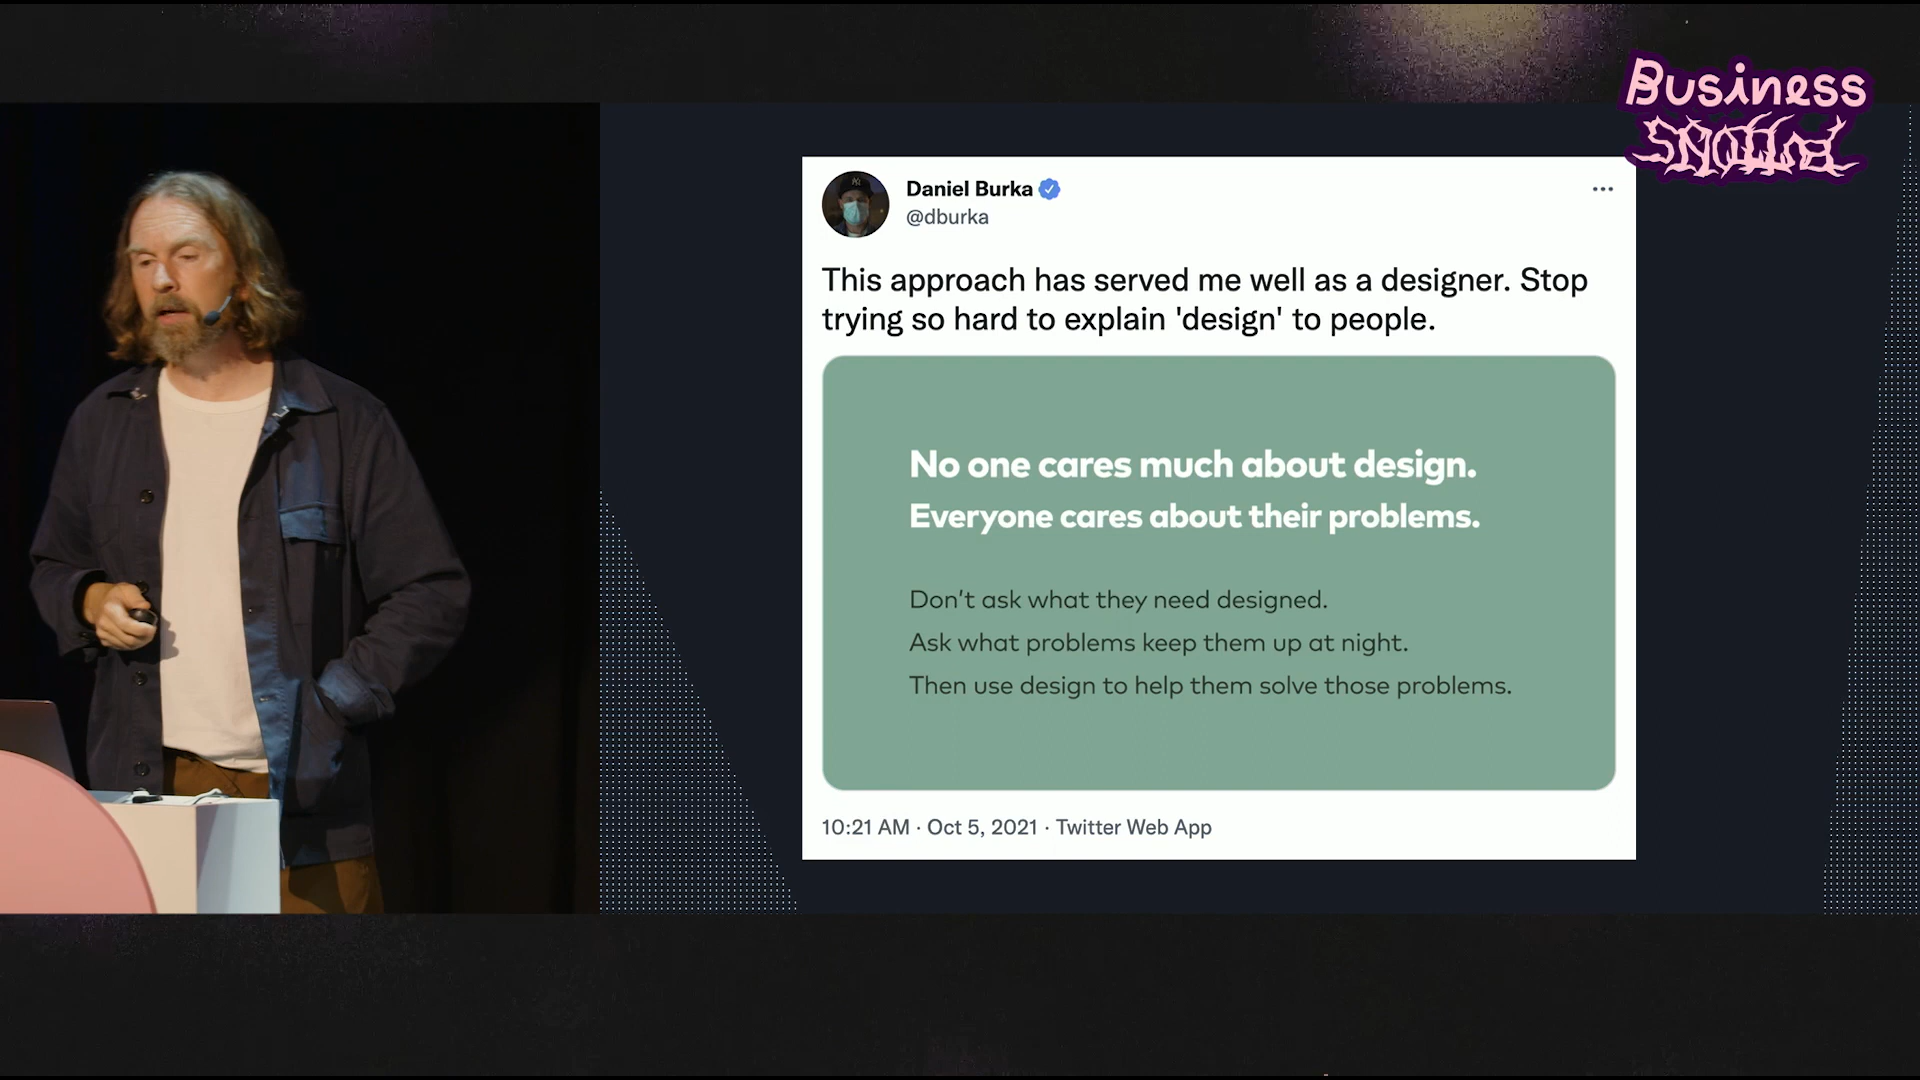 Business
Daniel Burka
@dburka
This approach has served me well as a designer. Stop
trying so hard to explain 'design' to people.
No one cares much about design.
Everyone cares about their problems.
Don't ask what they need designed.
Ask what problems keep them up at night.
Then use design to help them solve those problems.
10:21 AM · Oct 5, 2021 · Twitter Web App